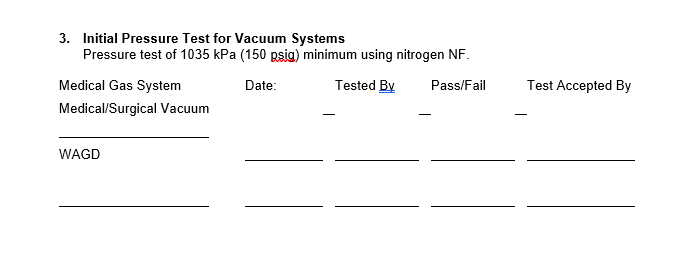 3. Initial Pressure Test for Vacuum Systems
Pressure test of 1035 kPa (150 psig) minimum using nitrogen NF.
Medical Gas System Date: Tested By Pass/Fail Test Accepted By
Medical/Surgical Vacuum
WAGD